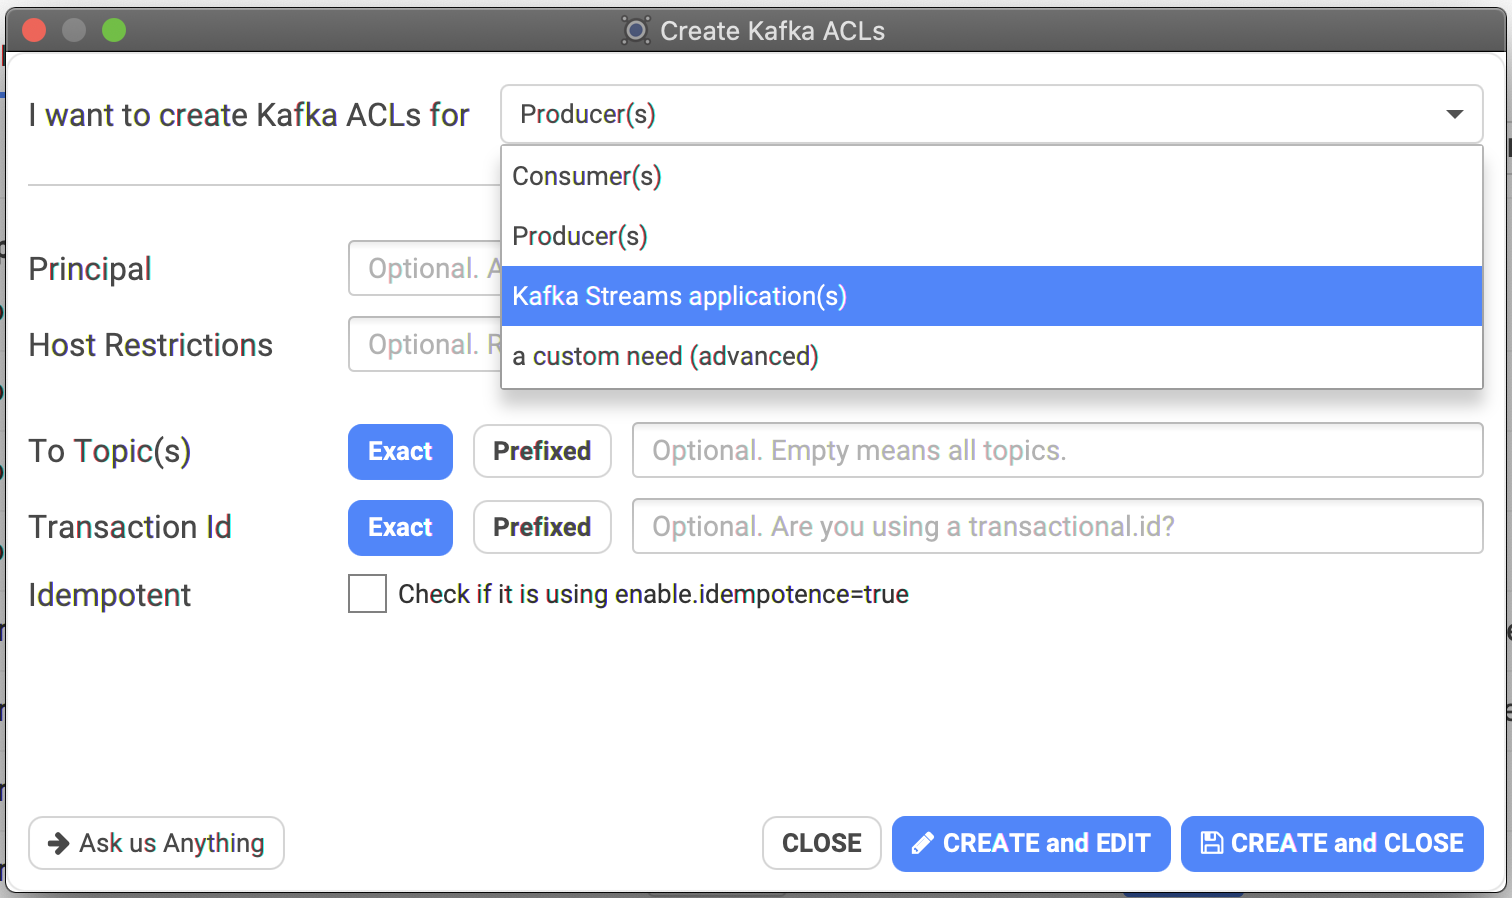 Create Kafka ACLs
I want to create Kafka ACLs for
Producer(s)
Consumer(s)
Producer(s)
Kafka Streams application(s)
a custom need (advanced)
Principal
Optional.
Host Restrictions
Optional.
To Topic(s)
Exact
Prefixed
Optional. Empty means all topics.
Transaction Id
Exact
Prefixed
Optional. Are you using a transactional.id?
Idempotent
Check if it is using enable.idempotence=true
Ask us Anything
CLOSE
CREATE and EDIT
CREATE and CLOSE